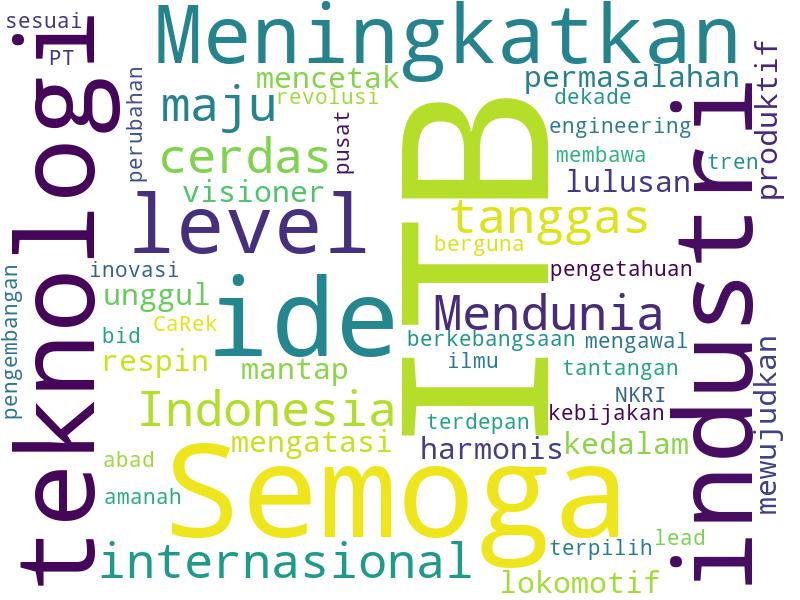 sesuai
Meningkatkan
PT
teknologi
perubahan
mencetak
revolusi
maju
pusat
permasalahan
dekade
produktif
engineering
cerdas
membawa
tren
industri
lulusan
visioner
ITB
level
tanggas
berguna
pengetahuan
inovasi
pengembangan
unggul
ide
Mendunia
CaRek
bid
berkebangsaan
mengawal
respin
mantap
ilmu
tantangan
mewujudkan
NKRI
Indonesia
terdepan
kebijakan
mengatasi
harmonis
kedalam
abad
Semoga
amanah
internasional
terpilih
lead
lokomotif